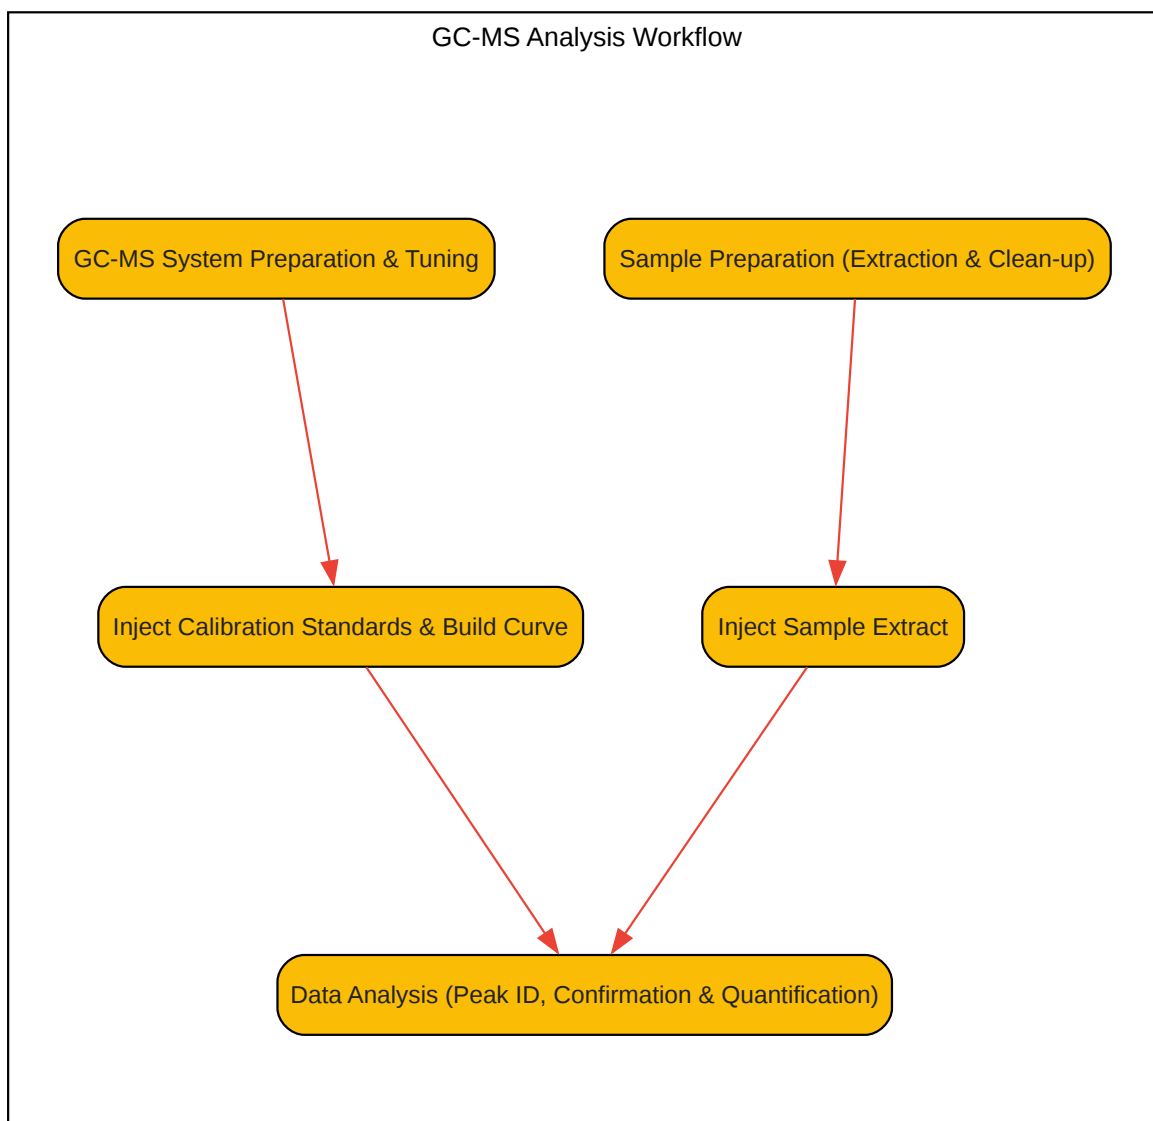 GC-MS Analysis Workflow
GC-MS System Preparation & Tuning
Sample Preparation (Extraction & Clean-up)
Inject Calibration Standards & Build Curve
Inject Sample Extract
Data Analysis (Peak ID, Confirmation & Quantification)